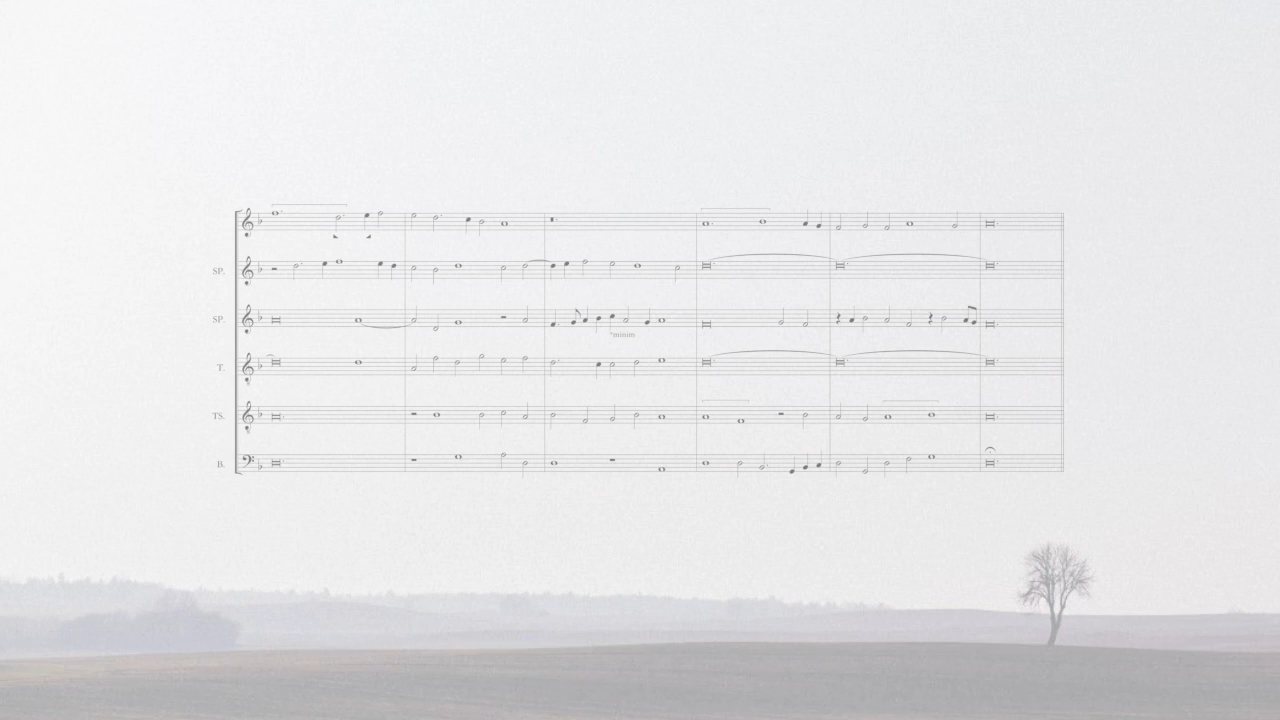 SP.
SP.
*minim
T.
TS.
B.